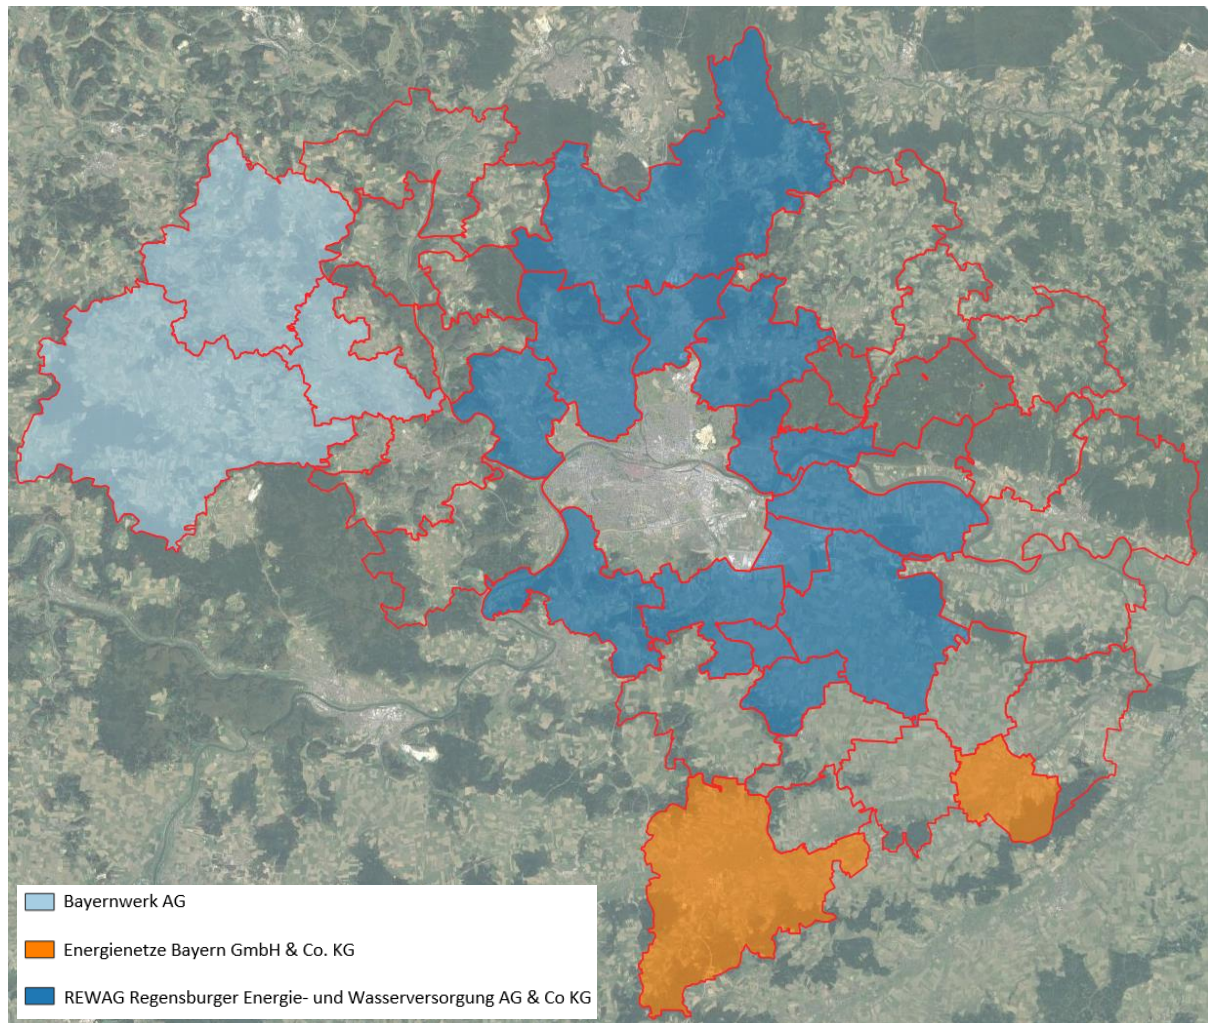 Bayernwerk AG
Energienetze Bayern GmbH & Co. KG
REWAG Regensburger Energie- und Wasserversorgung AG & Co KG